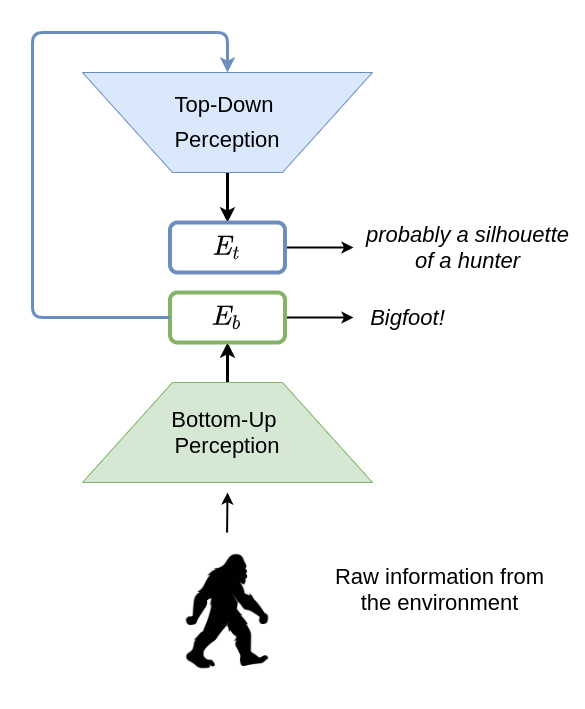 Top-Down
Perception
E_t
probably a silhouette
of a hunter
E_b
Bigfoot!
Bottom-Up
Perception
Raw information from
the environment